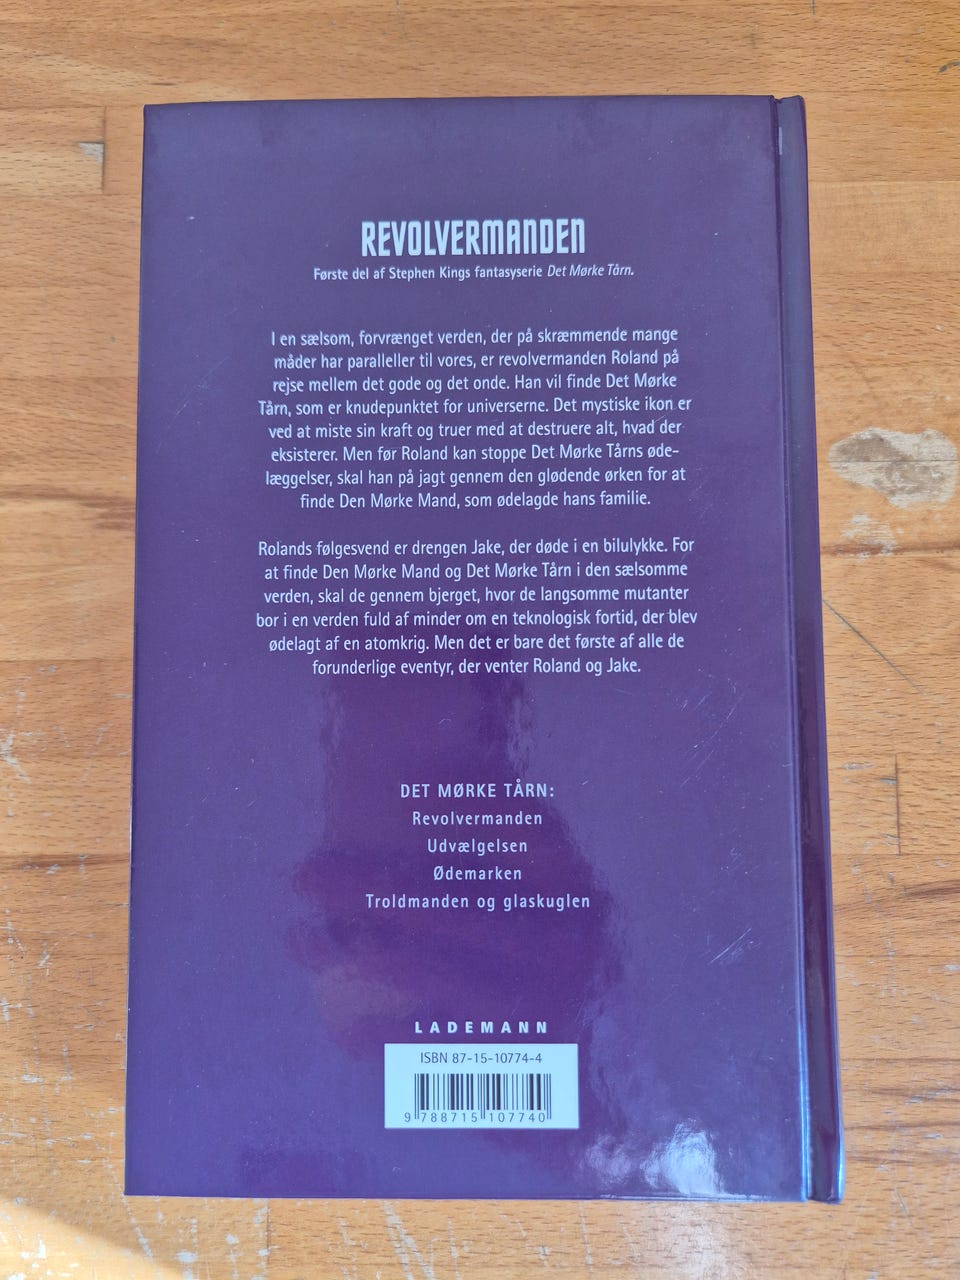 REVOLVERMANDEN
Første del af Stephen Kings fantasyserie Det Mørke Tårn.
I en sælsom, forvrænget verden, der på skræmmende mange
måder har paralleller til vores, er revolvermanden Roland på
rejse mellem det gode og det onde. Han vil finde Det Mørke
Tårn, som er knudepunktet for universerne. Det mystiske ikon er
ved at miste sin kraft og truer med at destruere alt, hvad der
eksisterer. Men før Roland kan stoppe Det Mørke Tårns øde-
læggelser, skal han på jagt gennem den glødende ørken for at
finde Den Mørke Mand, som ødelagde hans familie.
Rolands følgesvend er drengen Jake, der døde i en bilulykke. For
at finde Den Mørke Mand og Det Mørke Tårn i den sælsomme
verden, skal de gennem bjerget, hvor de langsomme mutanter
bor i en verden fuld af minder om en teknologisk fortid, der blev
ødelagt af en atomkrig. Men det er bare det første af alle de
forunderlige eventyr, der venter Roland og Jake.
DET MØRKE TÅRN:
Revolvermanden
Udvælgelsen
Ødemarken
Troldmanden og glaskuglen
LADEMANN
ISBN 87-15-10774-4
9 788715 107740